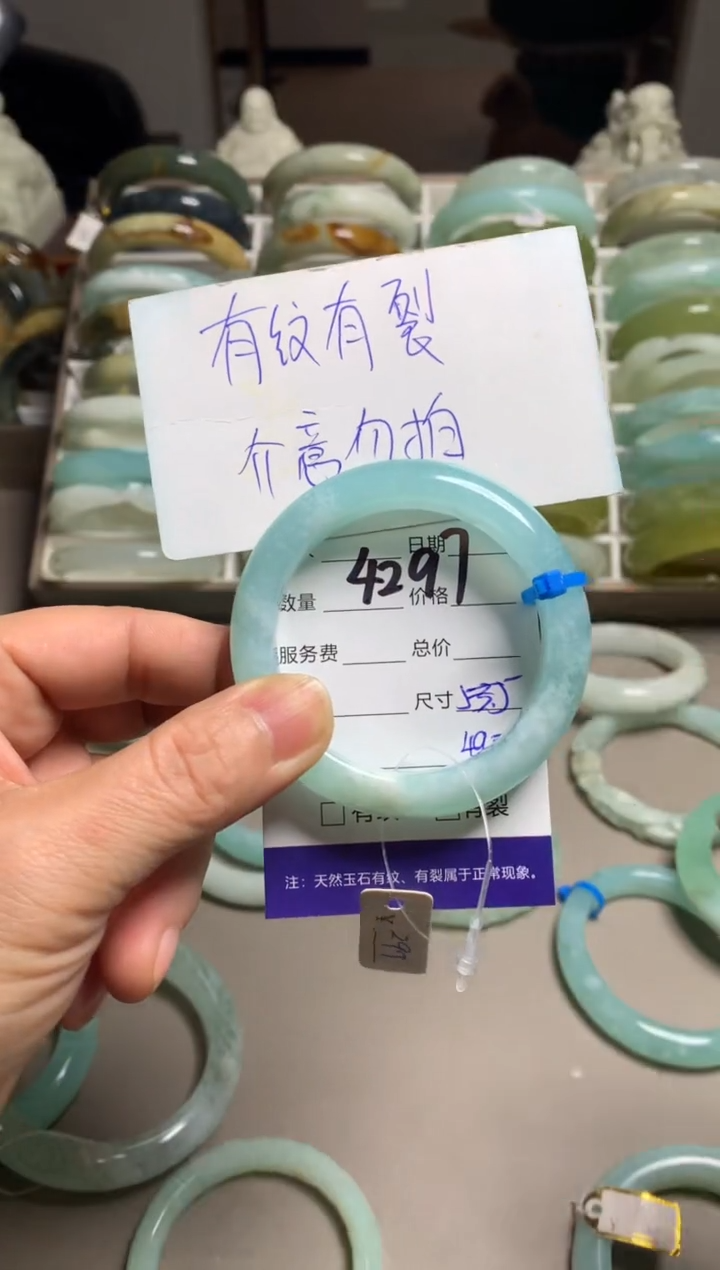 有纹有裂
介意勿拍
日期
4297
数量
价格
服务费
总价
尺寸
有裂
注：天然玉石有纹、有裂属于正常现象。
¥ 297